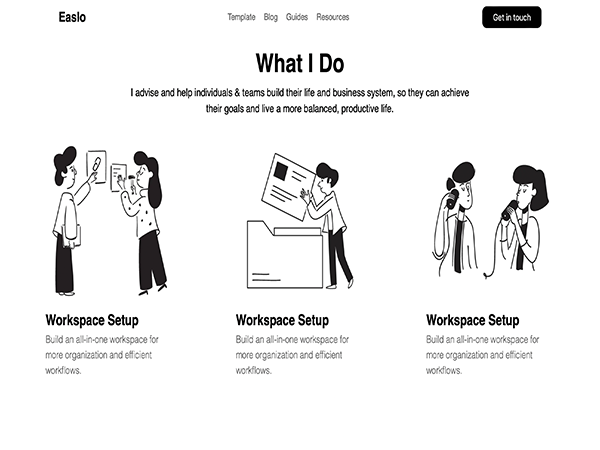 Easlo
Template Blog Guides Resources
Get in touch
What I Do
I advise and help individuals & teams build their life and business system, so they can achieve
their goals and live a more balanced, productive life.
Workspace Setup
Build an all-in-one workspace for
more organization and efficient
workflows.
Workspace Setup
Build an all-in-one workspace for
more organization and efficient
workflows.
Workspace Setup
Build an all-in-one workspace for
more organization and efficient
workflows.